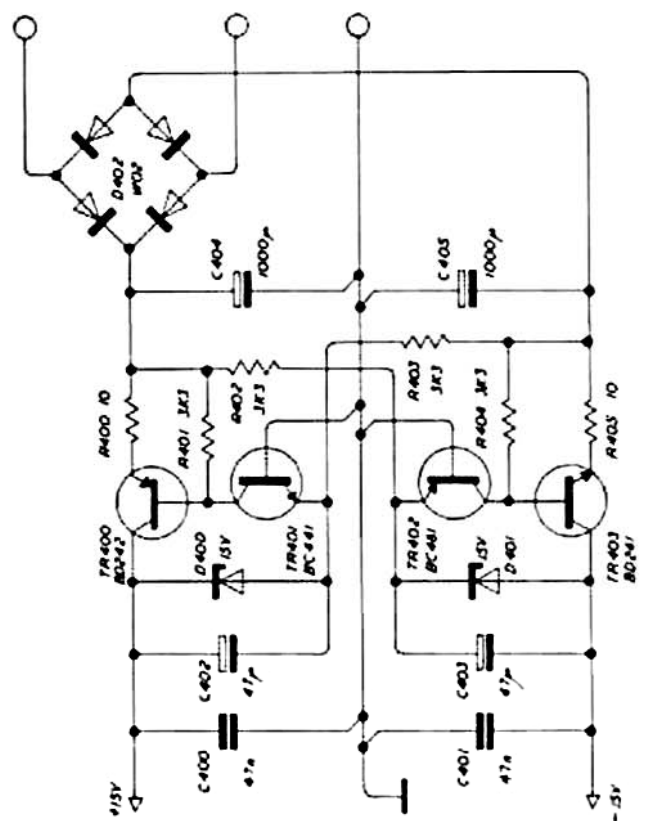 D402
W02
C404
1000µ
C405
1000µ
R400 10
R401 3K3
R402
3K3
R403
3K3
R404 3K3
R405 10
TR400
BD242
D400
15V
TR401
BC441
TR402
BC461
15V
D401
TR403
BD241
C402
47µ
C403
47µ
C400
47n
C401
47n
+15V
-15V